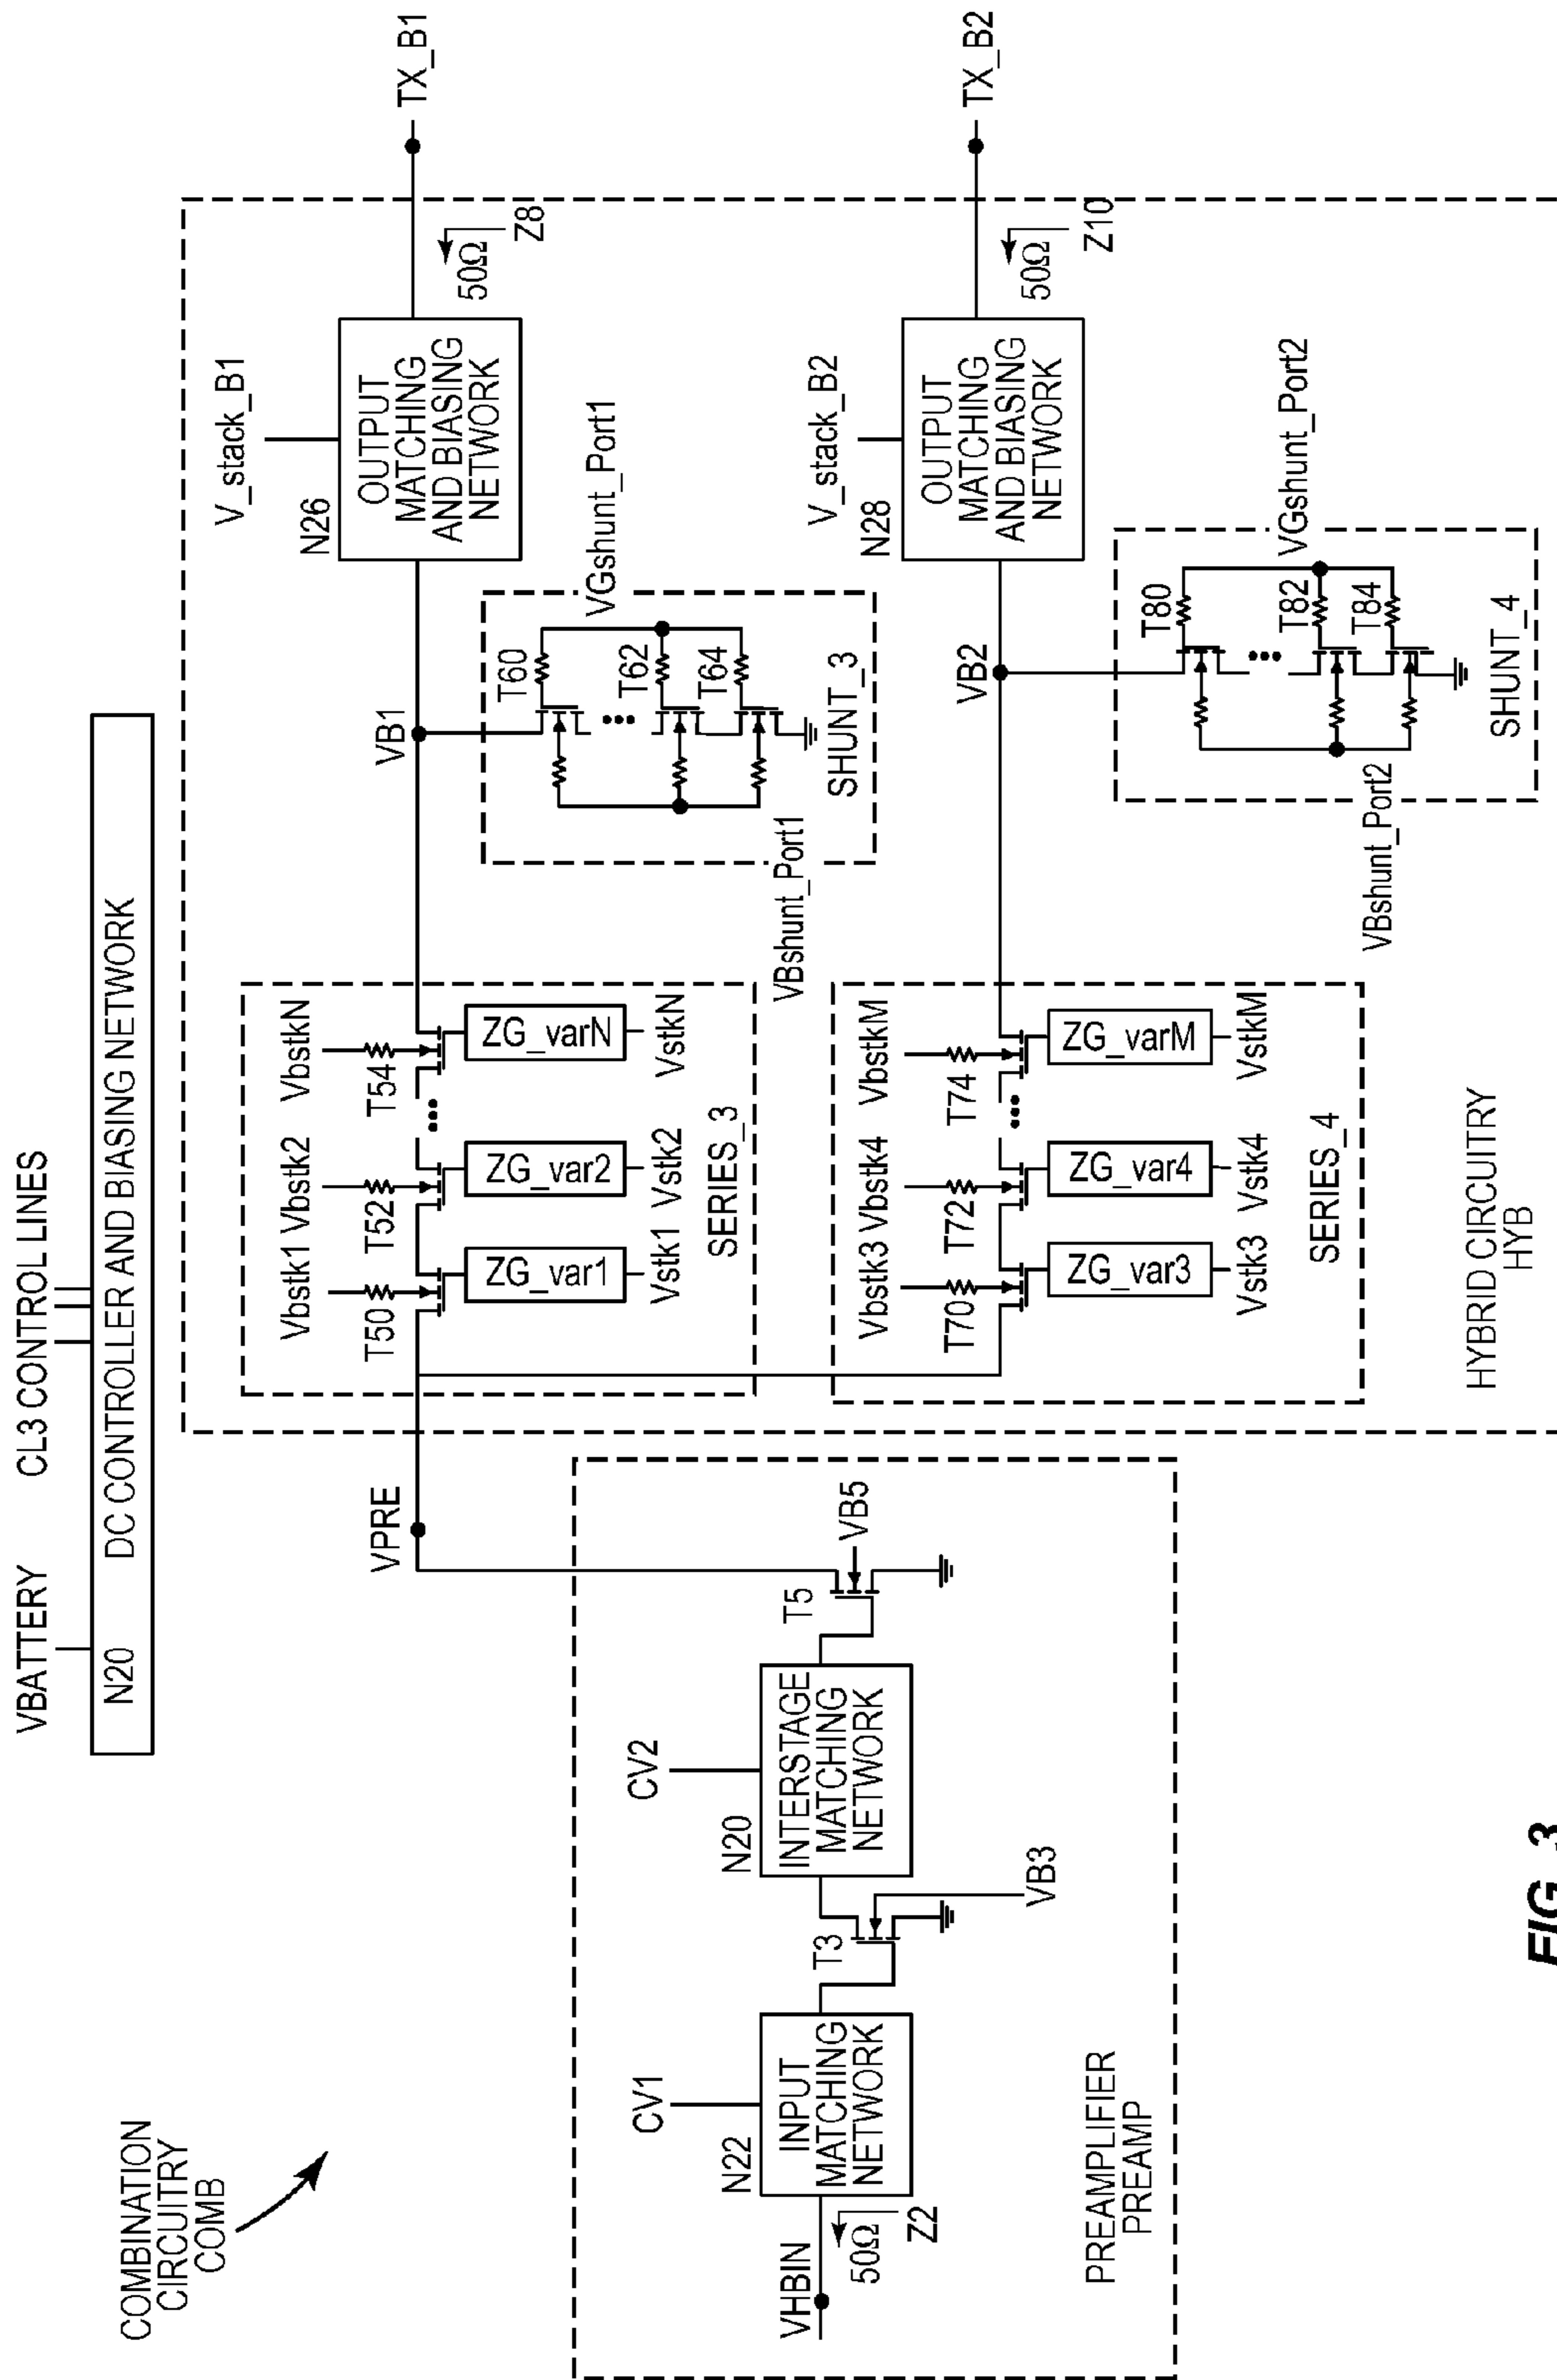 COMBINATION
CIRCUITRY
COMB
VBATTERY
CL3 CONTROL LINES
N20
DC CONTROLLER AND BIASING NETWORK
VHBIN
50Ω
Z2
CV1
N22
INPUT
MATCHING
NETWORK
T3
VB3
CV2
N20
INTERSTAGE
MATCHING
NETWORK
T5
VB5
PREAMPLIFIER
PREAMP
VPRE
Vbstk1
Vbstk2
VbstkN
T50
T52
T54
ZG_var1
ZG_var2
ZG_varN
Vstk1
Vstk2
VstkN
SERIES_3
Vbstk3
Vbstk4
VbstkM
T70
T72
T74
ZG_var3
ZG_var4
ZG_varM
Vstk3
Vstk4
VstkM
SERIES_4
VB1
T60
T62
T64
VGshunt_Port1
VBshunt_Port1
SHUNT_3
VB2
T80
T82
T84
VGshunt_Port2
VBshunt_Port2
SHUNT_4
V_stack_B1
N26
OUTPUT
MATCHING
AND BIASING
NETWORK
50Ω
Z8
TX_B1
V_stack_B2
N28
OUTPUT
MATCHING
AND BIASING
NETWORK
50Ω
Z10
TX_B2
HYBRID CIRCUITRY
HYB
FIG. 3